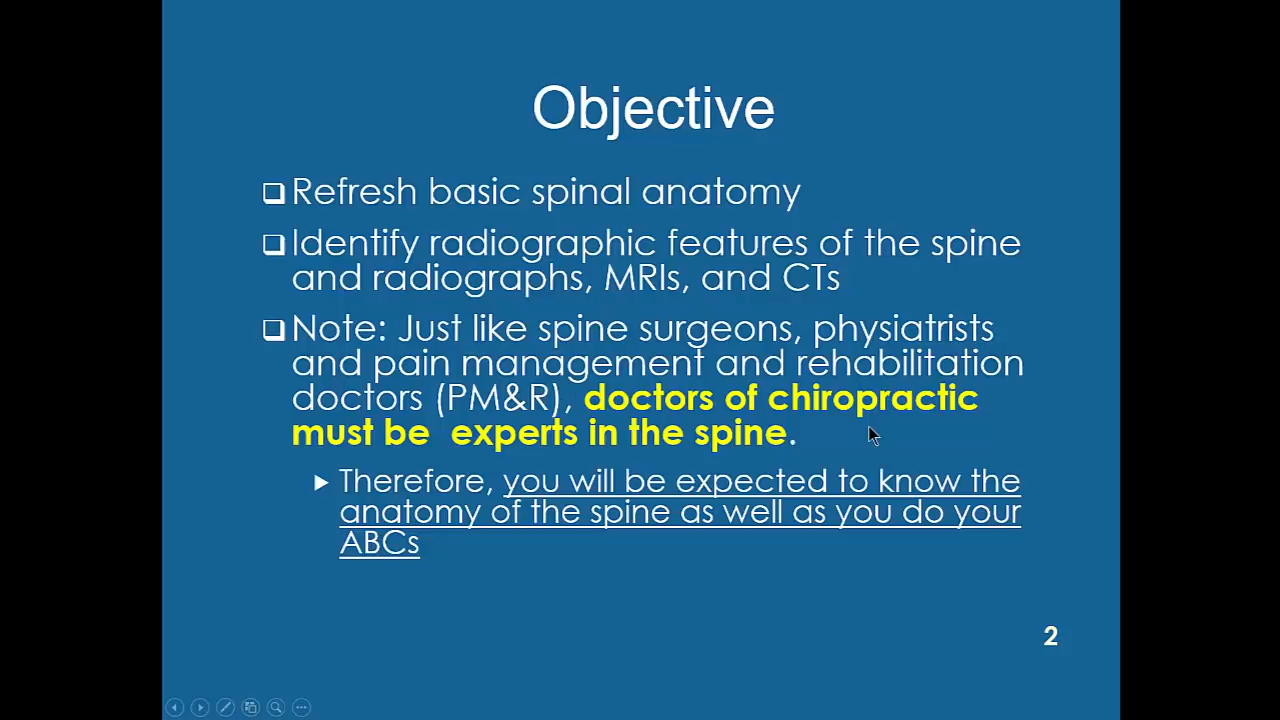 Objective
Refresh basic spinal anatomy
Identify radiographic features of the spine
and radiographs, MRIs, and CTs
Note: Just like spine surgeons, physiatrists
and pain management and rehabilitation
doctors (PM&R), doctors of chiropractic
must be  experts in the spine.
Therefore, you will be expected to know the
anatomy of the spine as well as you do your
ABCs
2